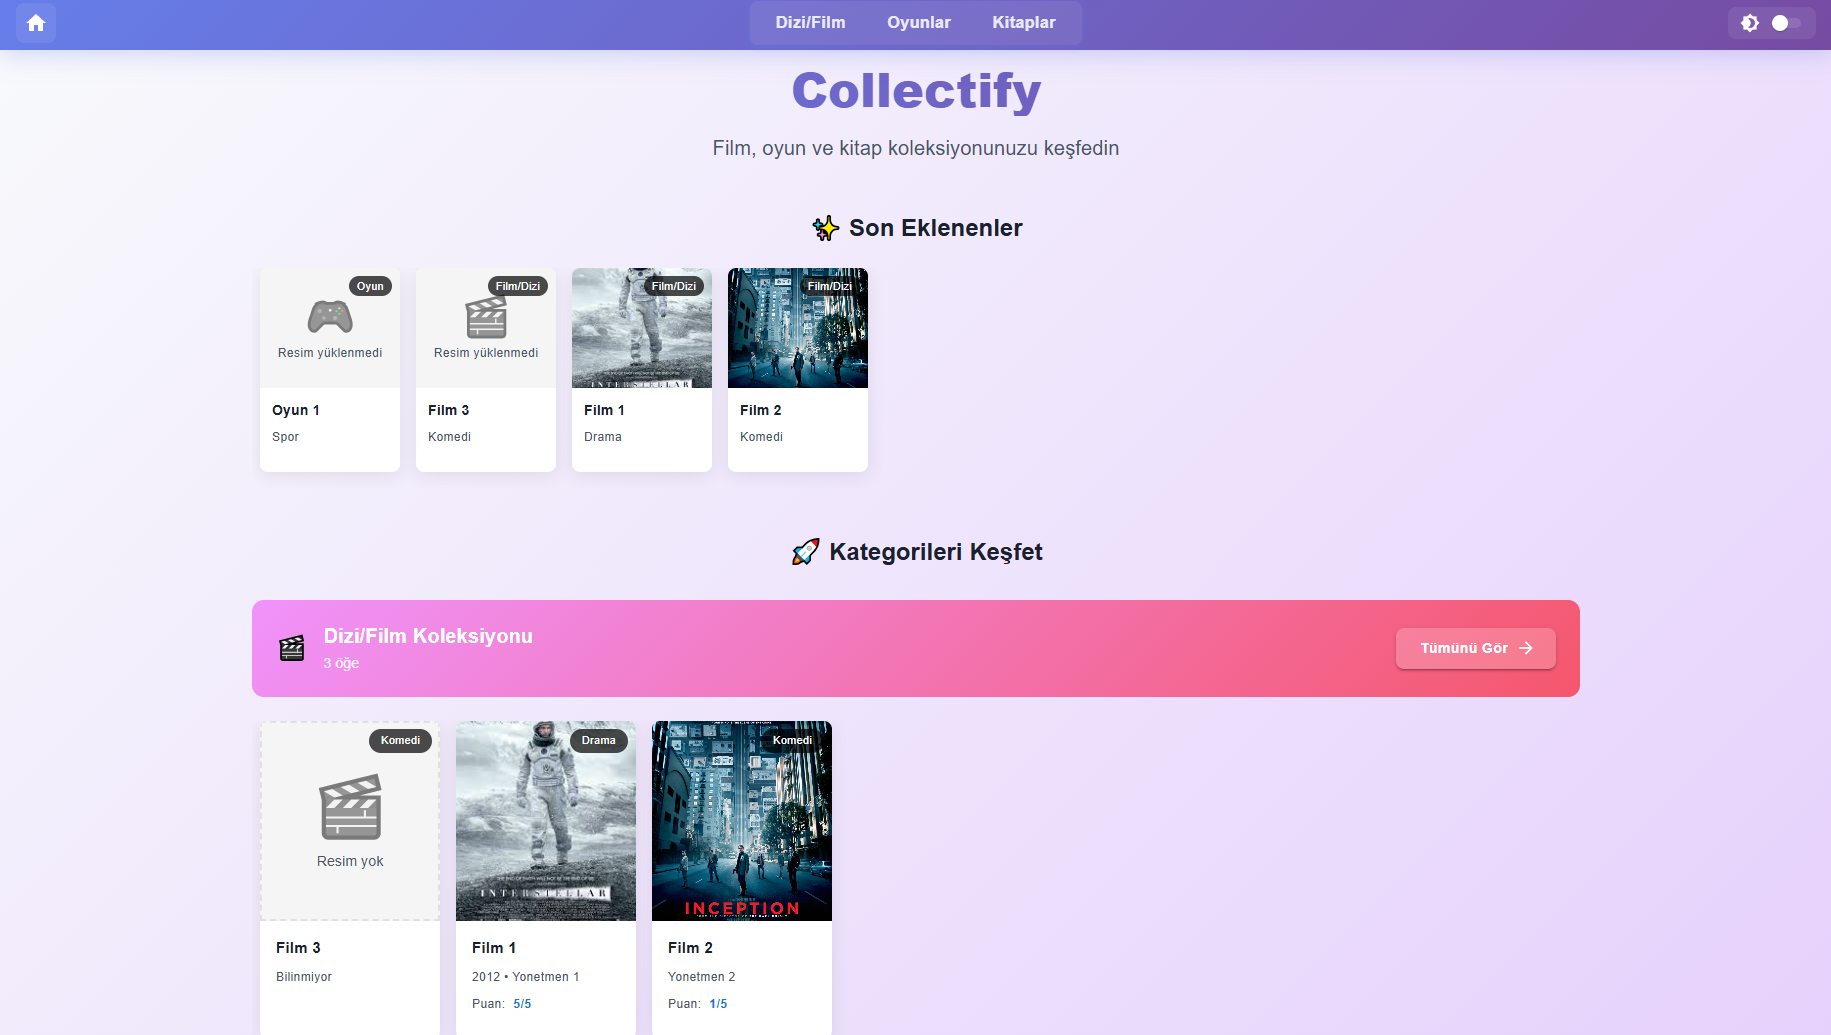 Dizi/Film Oyunlar Kitaplar
Collectify
Film, oyun ve kitap koleksiyonunuzu keşfedin
✨ Son Eklenenler
Oyun
Resim yüklenmedi
Oyun 1
Spor
Film/Dizi
Resim yüklenmedi
Film 3
Komedi
Film/Dizi
INTERSTELLAR
Film 1
Drama
Film/Dizi
Film 2
Komedi
🚀 Kategorileri Keşfet
Dizi/Film Koleksiyonu
3 öğe
Tümünü Gör →
Komedi
Resim yok
Film 3
Bilinmiyor
Drama
INTERSTELLAR
Film 1
2012 • Yonetmen 1
Puan: 5/5
Komedi
INCEPTION
Film 2
Yonetmen 2
Puan: 1/5